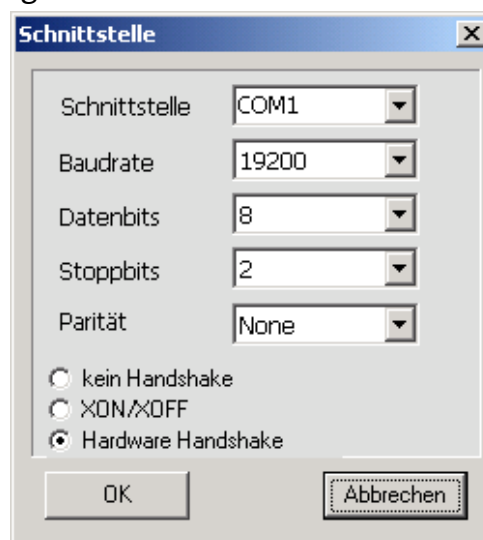 Schnittstelle
Schnittstelle COM1
Baudrate 19200
Datenbits 8
Stoppbits 2
Parität None
kein Handshake
XON/XOFF
Hardware Handshake
OK Abbrechen